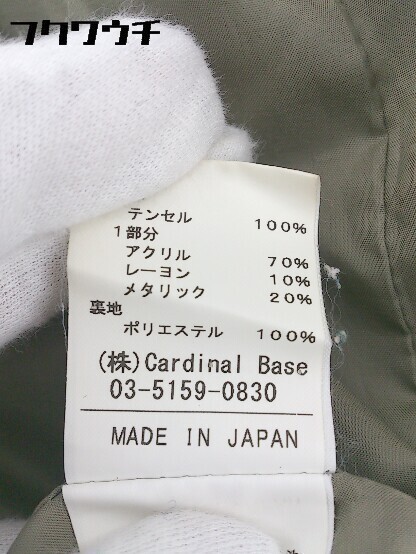 フクワウチ
テンセル 100%
1部分
アクリル 70%
レーヨン 10%
メタリック 20%
裏地
ポリエステル 100%
(株)Cardinal Base
03-5159-0830
MADE IN JAPAN